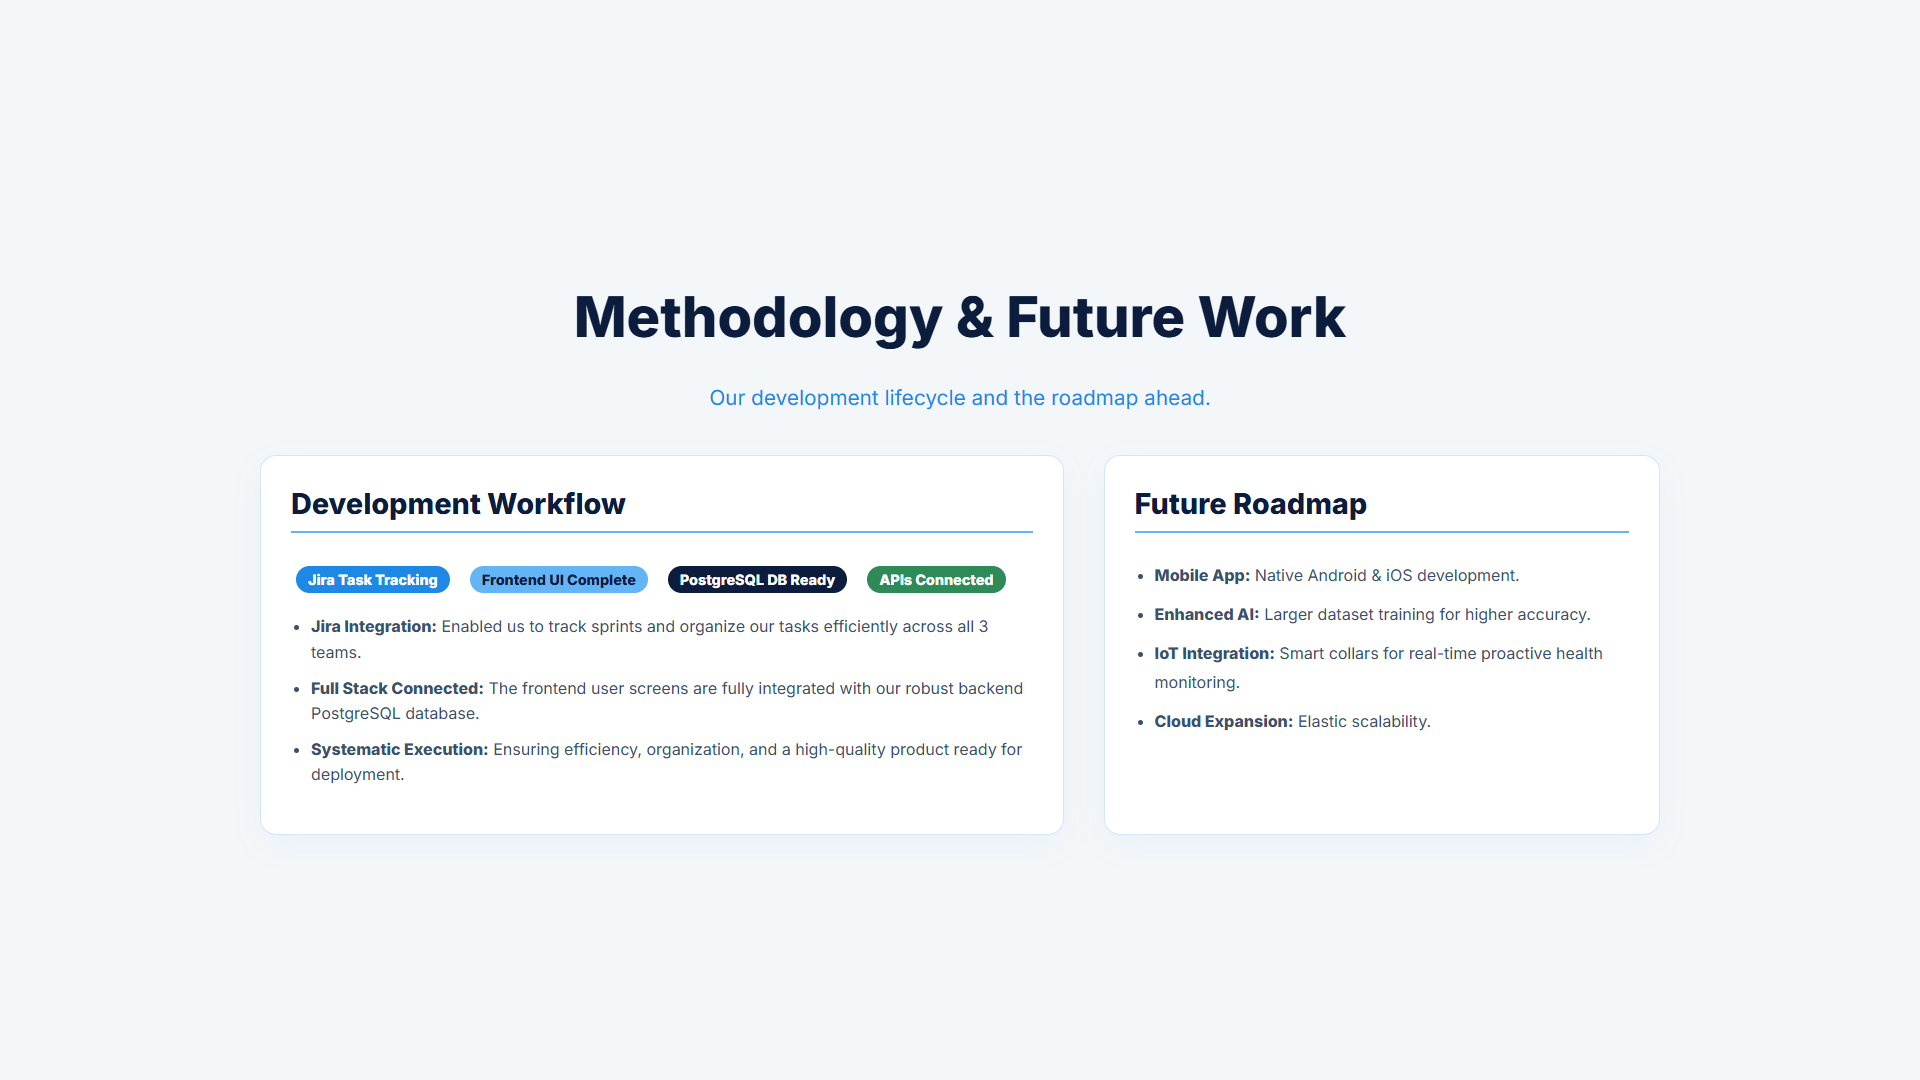 Methodology & Future Work
Our development lifecycle and the roadmap ahead.
Development Workflow
Jira Task Tracking
Frontend UI Complete
PostgreSQL DB Ready
APIs Connected
• Jira Integration: Enabled us to track sprints and organize our tasks efficiently across all 3
teams.
• Full Stack Connected: The frontend user screens are fully integrated with our robust backend
PostgreSQL database.
• Systematic Execution: Ensuring efficiency, organization, and a high-quality product ready for
deployment.
Future Roadmap
• Mobile App: Native Android & iOS development.
• Enhanced AI: Larger dataset training for higher accuracy.
• IoT Integration: Smart collars for real-time proactive health
monitoring.
• Cloud Expansion: Elastic scalability.